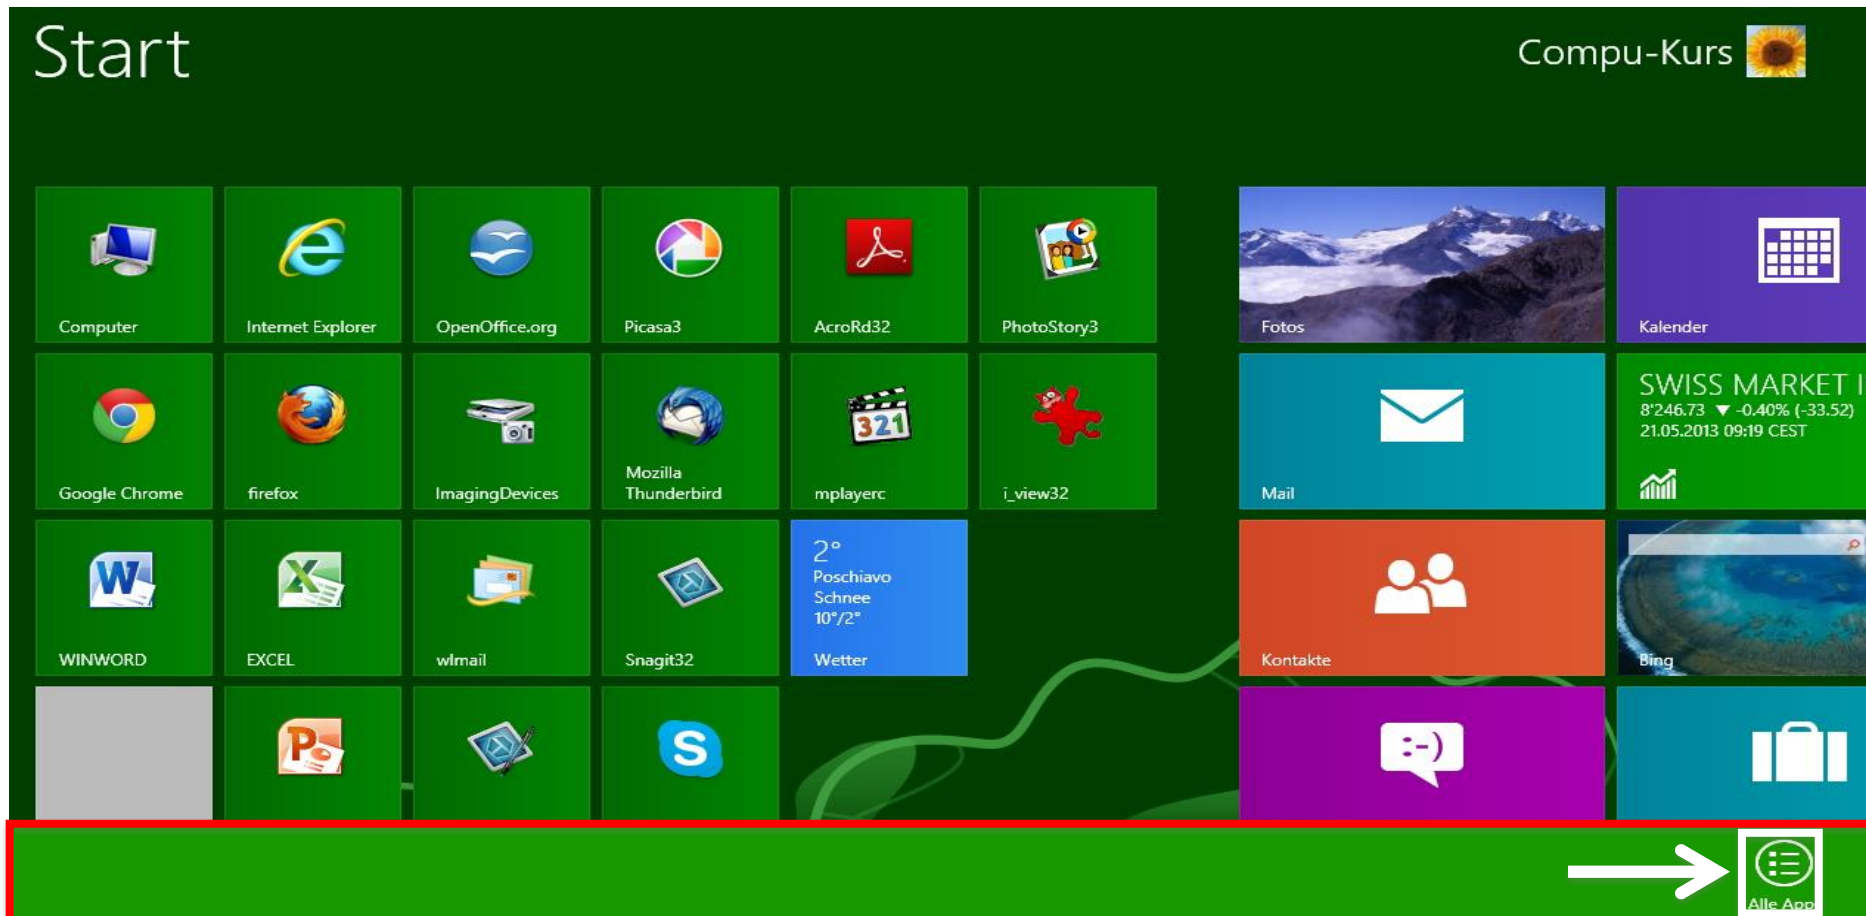 Start
Compu-Kurs
Computer
Internet Explorer
OpenOffice.org
Picasa3
AcroRd32
PhotoStory3
Fotos
Kalender
Google Chrome
firefox
ImagingDevices
Mozilla
Thunderbird
321
mplayerc
i_view32
Mail
SWISS MARKET I
8'246.73 ▼ -0.40% (-33.52)
21.05.2013 09:19 CEST
WINWORD
EXCEL
wlmail
Snagit32
2°
Poschiavo
Schnee
10°/2°
Wetter
Kontakte
Bing
:-)
Alle App